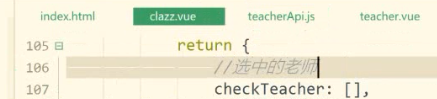 index.html clazz.vue teacherApi.js teacher.vue
105 return {
106 //选中的老师
107 checkTeacher: [],